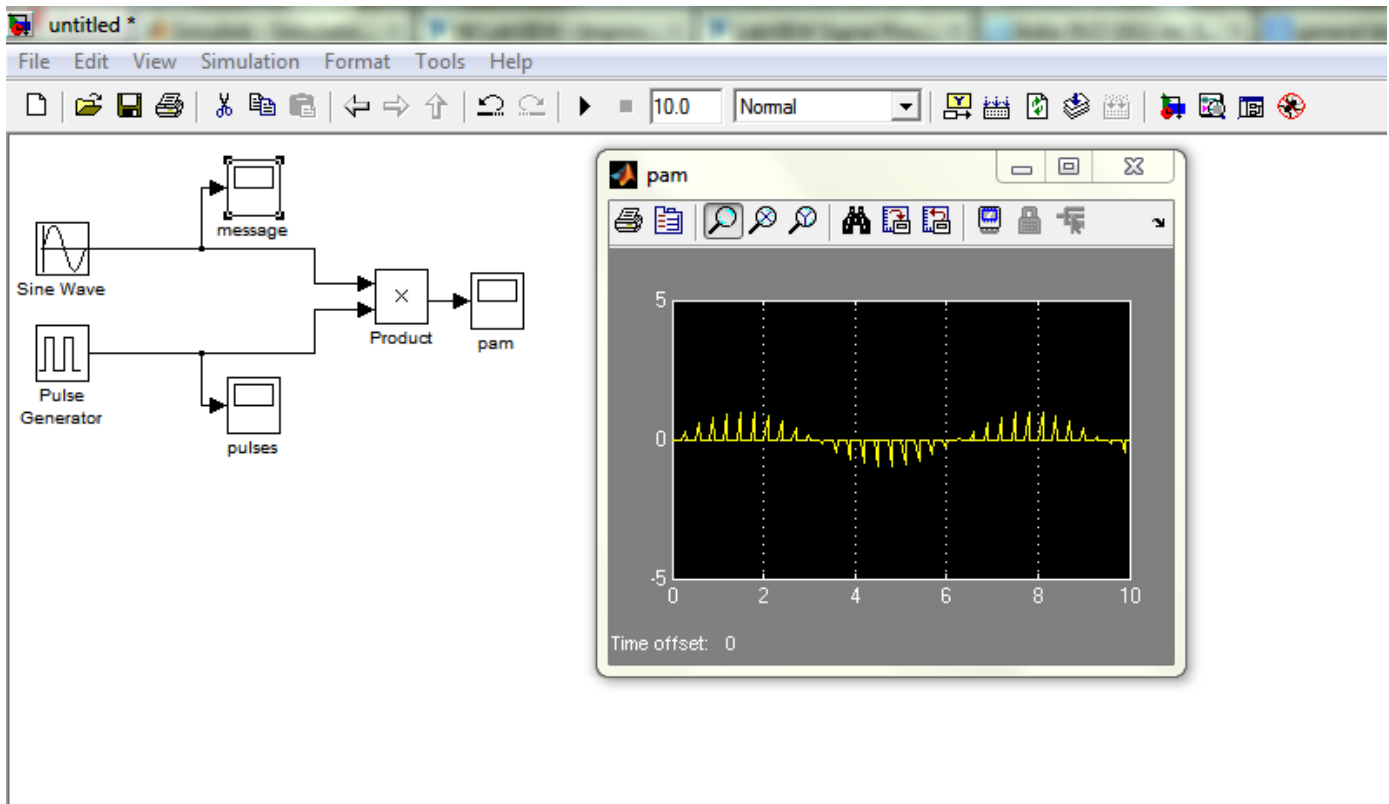 untitled *
File Edit View Simulation Format Tools Help
10.0 Normal
message
Sine Wave
Product
pam
Pulse
Generator
pulses
pam
5
0
-5
0 2 4 6 8 10
Time offset: 0